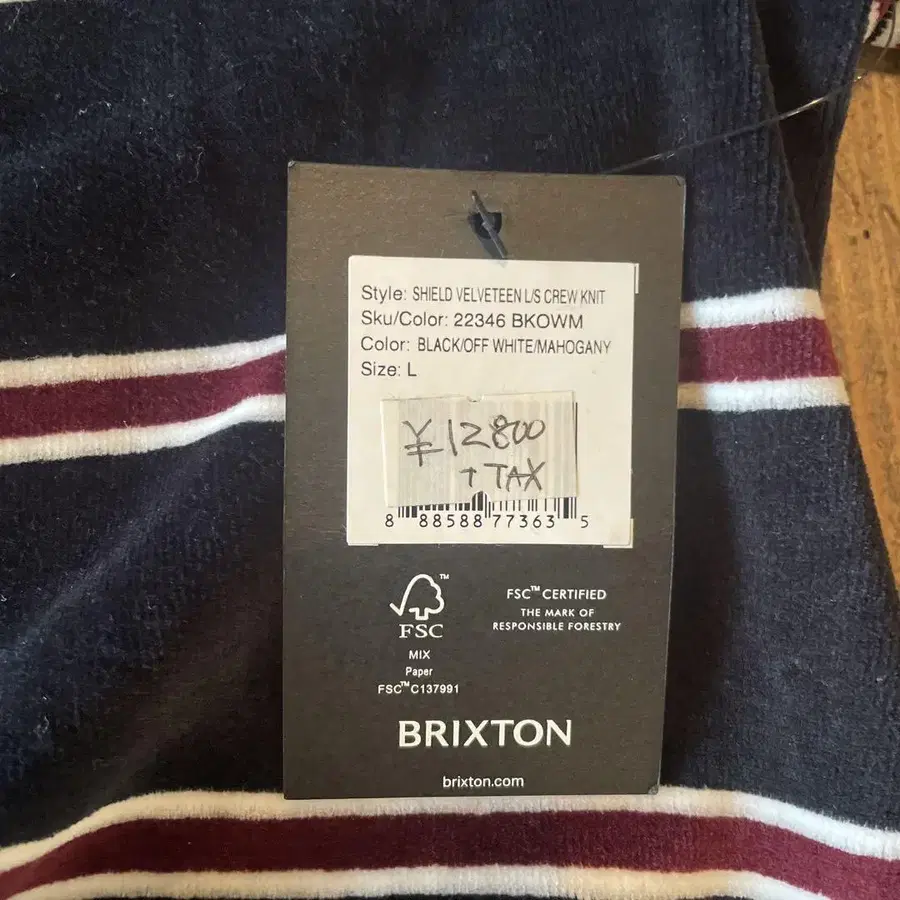 Style: SHIELD VELVETEEN L/S CREW KNIT
Sku/Color: 22346 BKOWM
Color: BLACK/OFF WHITE/MAHOGANY
Size: L
¥12800
+ TAX
8 88588 77363 5
FSC™
MIX
Paper
FSC™ C137991
FSC™ CERTIFIED
THE MARK OF
RESPONSIBLE FORESTRY
BRIXTON
brixton.com